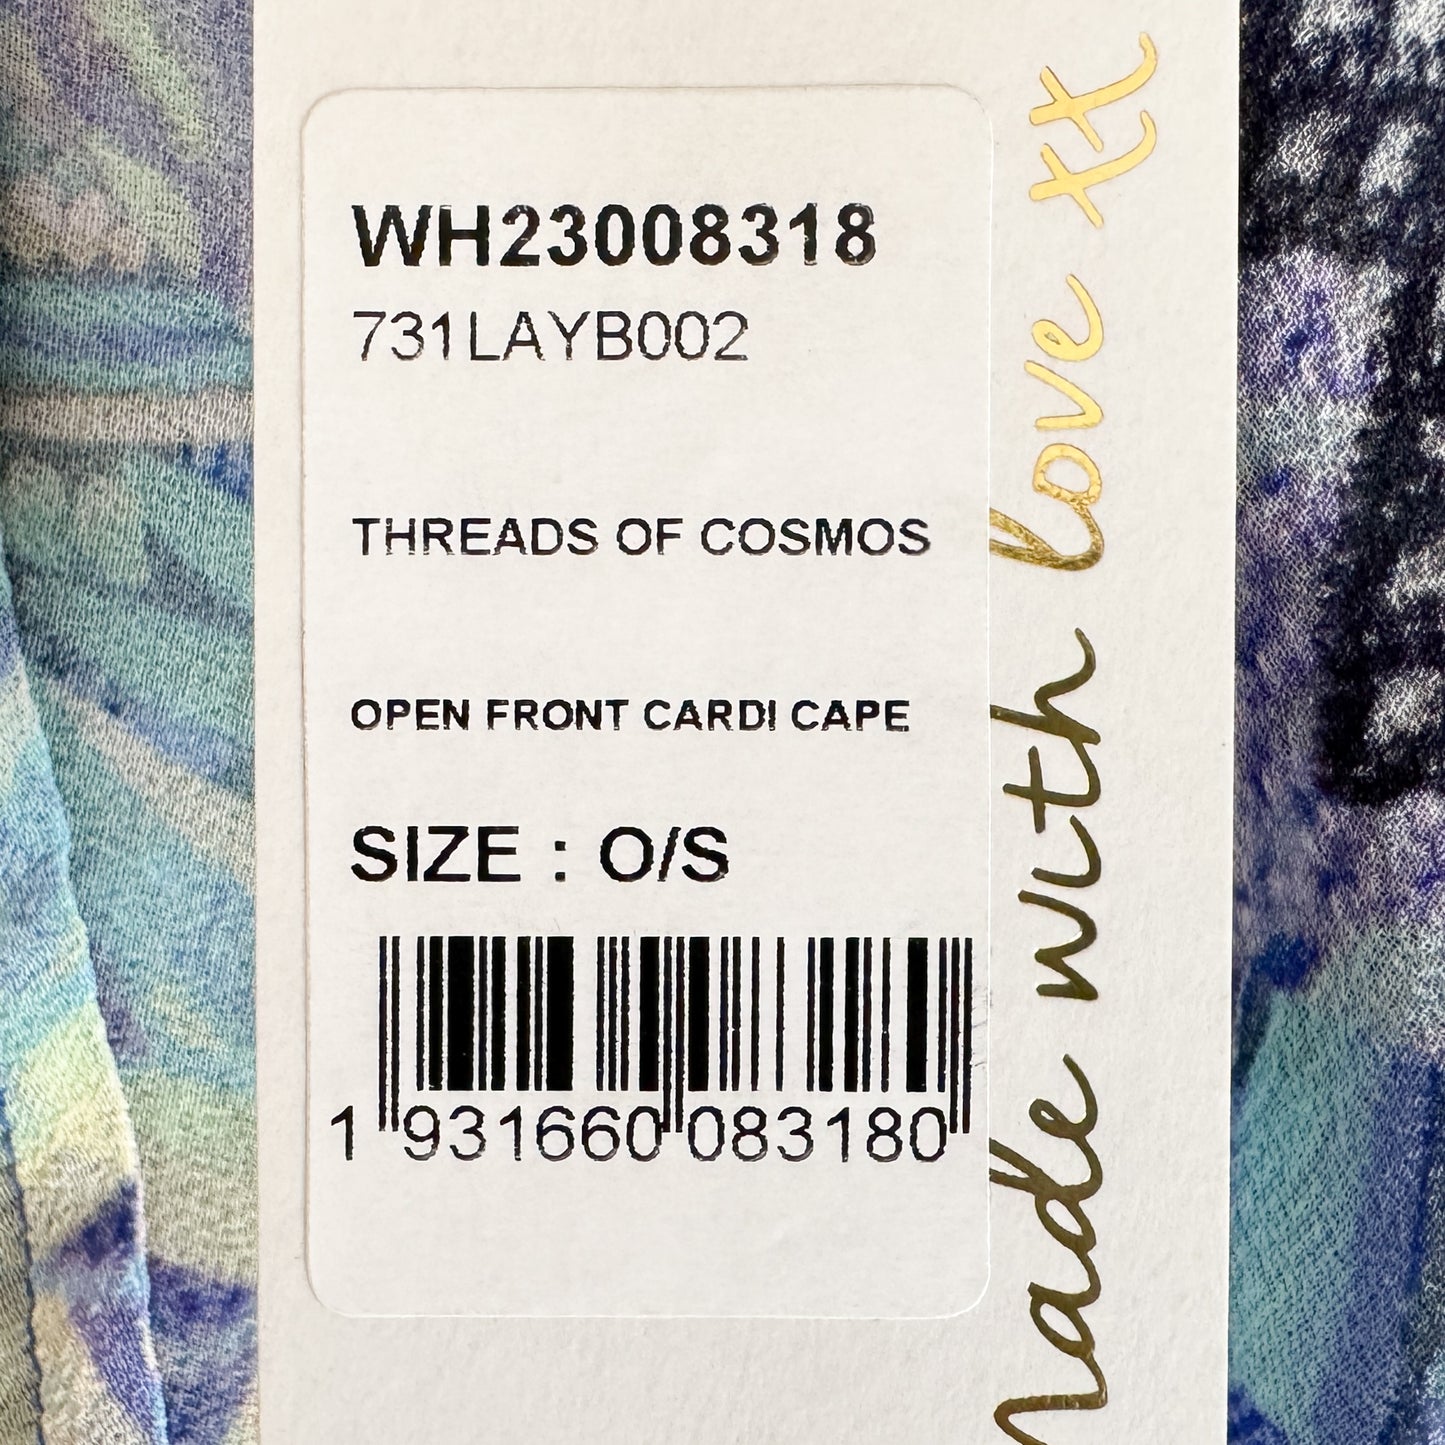 WH23008318
731LAYB002
THREADS OF COSMOS
OPEN FRONT CARDI CAPE
SIZE : O/S
1 931660 083180
Made with love xx